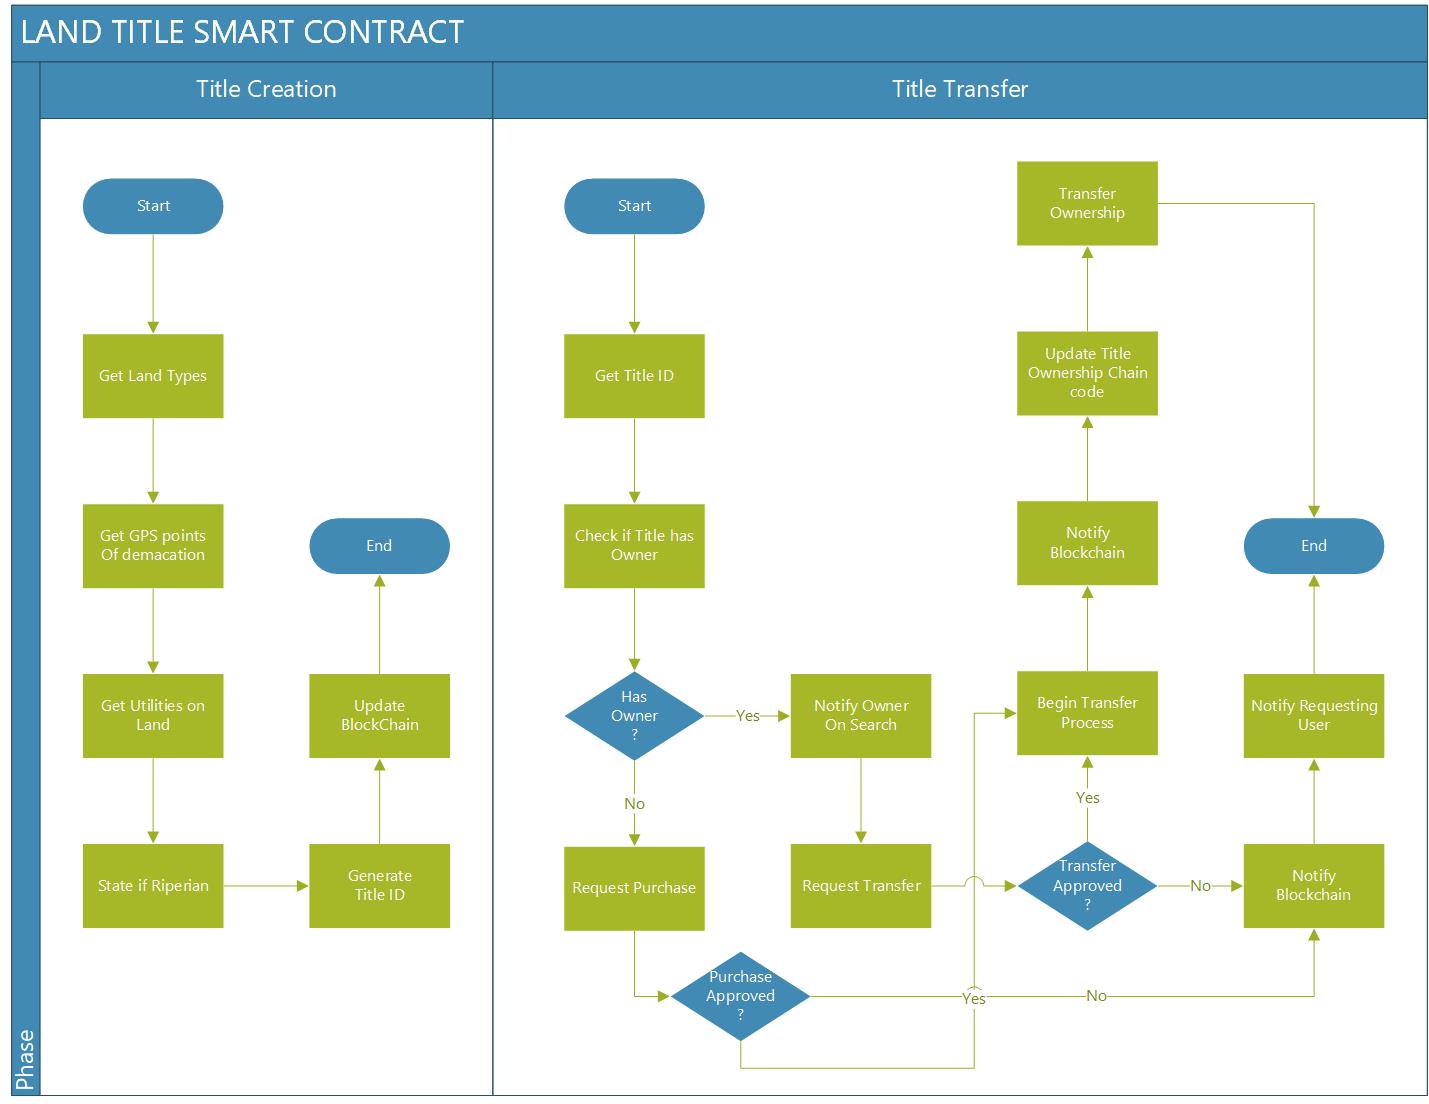 LAND TITLE SMART CONTRACT
Title Creation
Title Transfer
Phase
Start
Get Land Types
Get GPS points
Of demacation
Get Utilities on
Land
State if Riperian
Generate
Title ID
Update
BlockChain
End
Start
Get Title ID
Check if Title has
Owner
Has
Owner
?
Yes
No
Notify Owner
On Search
Request Purchase
Request Transfer
Purchase
Approved
?
Yes
No
Transfer
Approved
?
Yes
No
Begin Transfer
Process
Notify
Blockchain
Update Title
Ownership Chain
code
Transfer
Ownership
Notify
Blockchain
Notify Requesting
User
End